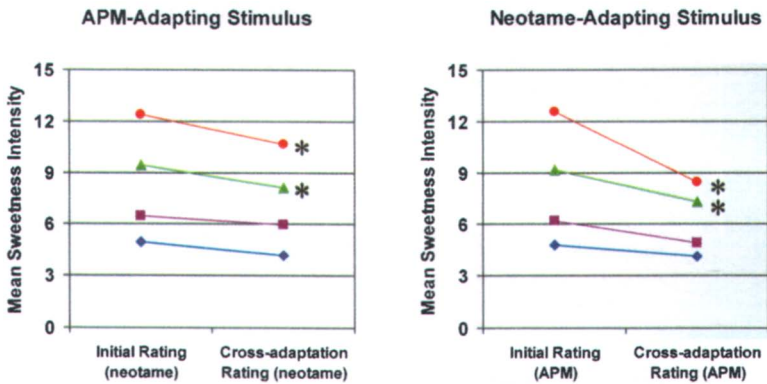 APM-Adapting Stimulus
Mean Sweetness Intensity
15
12
9
6
3
0
*
*
Initial Rating
(neotame)
Cross-adaptation
Rating (neotame)
Neotame-Adapting Stimulus
Mean Sweetness Intensity
15
12
9
6
3
0
*
*
Initial Rating
(APM)
Cross-adaptation
Rating (APM)